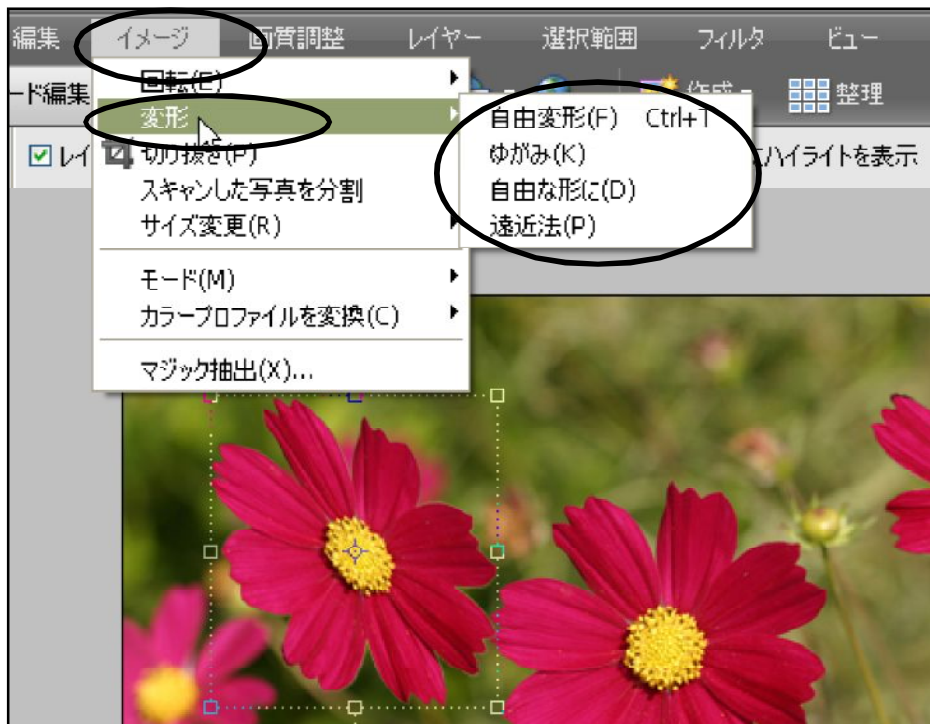 編集 イメージ 画質調整 レイヤー 選択範囲 フィルタ ビュー
ード編集 作成 整理
レイ ハイライトを表示
回転(E)
変形
切り抜き(P)
スキャンした写真を分割
サイズ変更(R)
モード(M)
カラープロファイルを変換(C)
マジック抽出(X)...
自由変形(F) Ctrl+T
ゆがみ(K)
自由な形に(D)
遠近法(P)